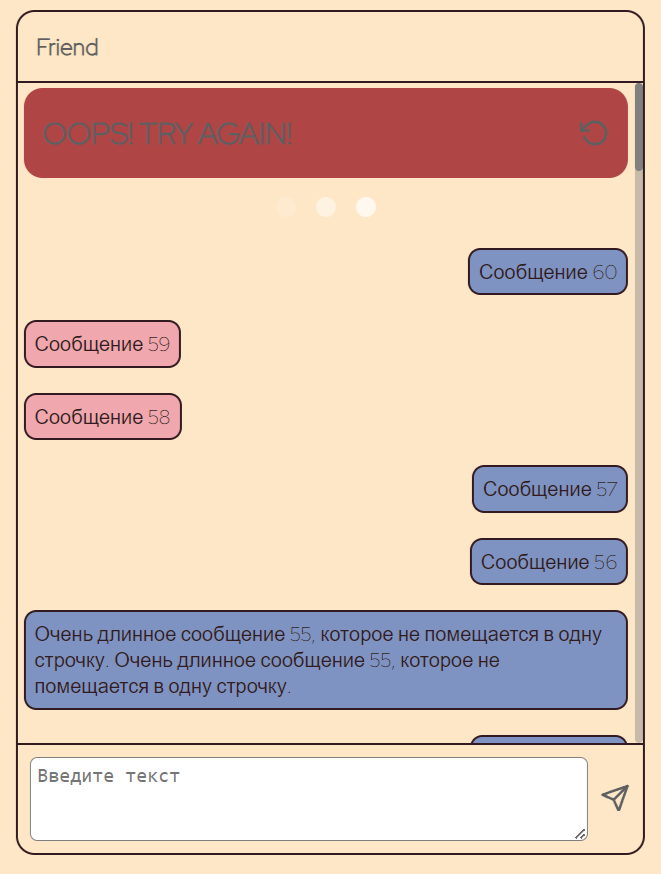 Friend
OOPS! TRY AGAIN!
Сообщение 60
Сообщение 59
Сообщение 58
Сообщение 57
Сообщение 56
Очень длинное сообщение 55, которое не помещается в одну
строчку. Очень длинное сообщение 55, которое не
помещается в одну строчку.
Введите текст